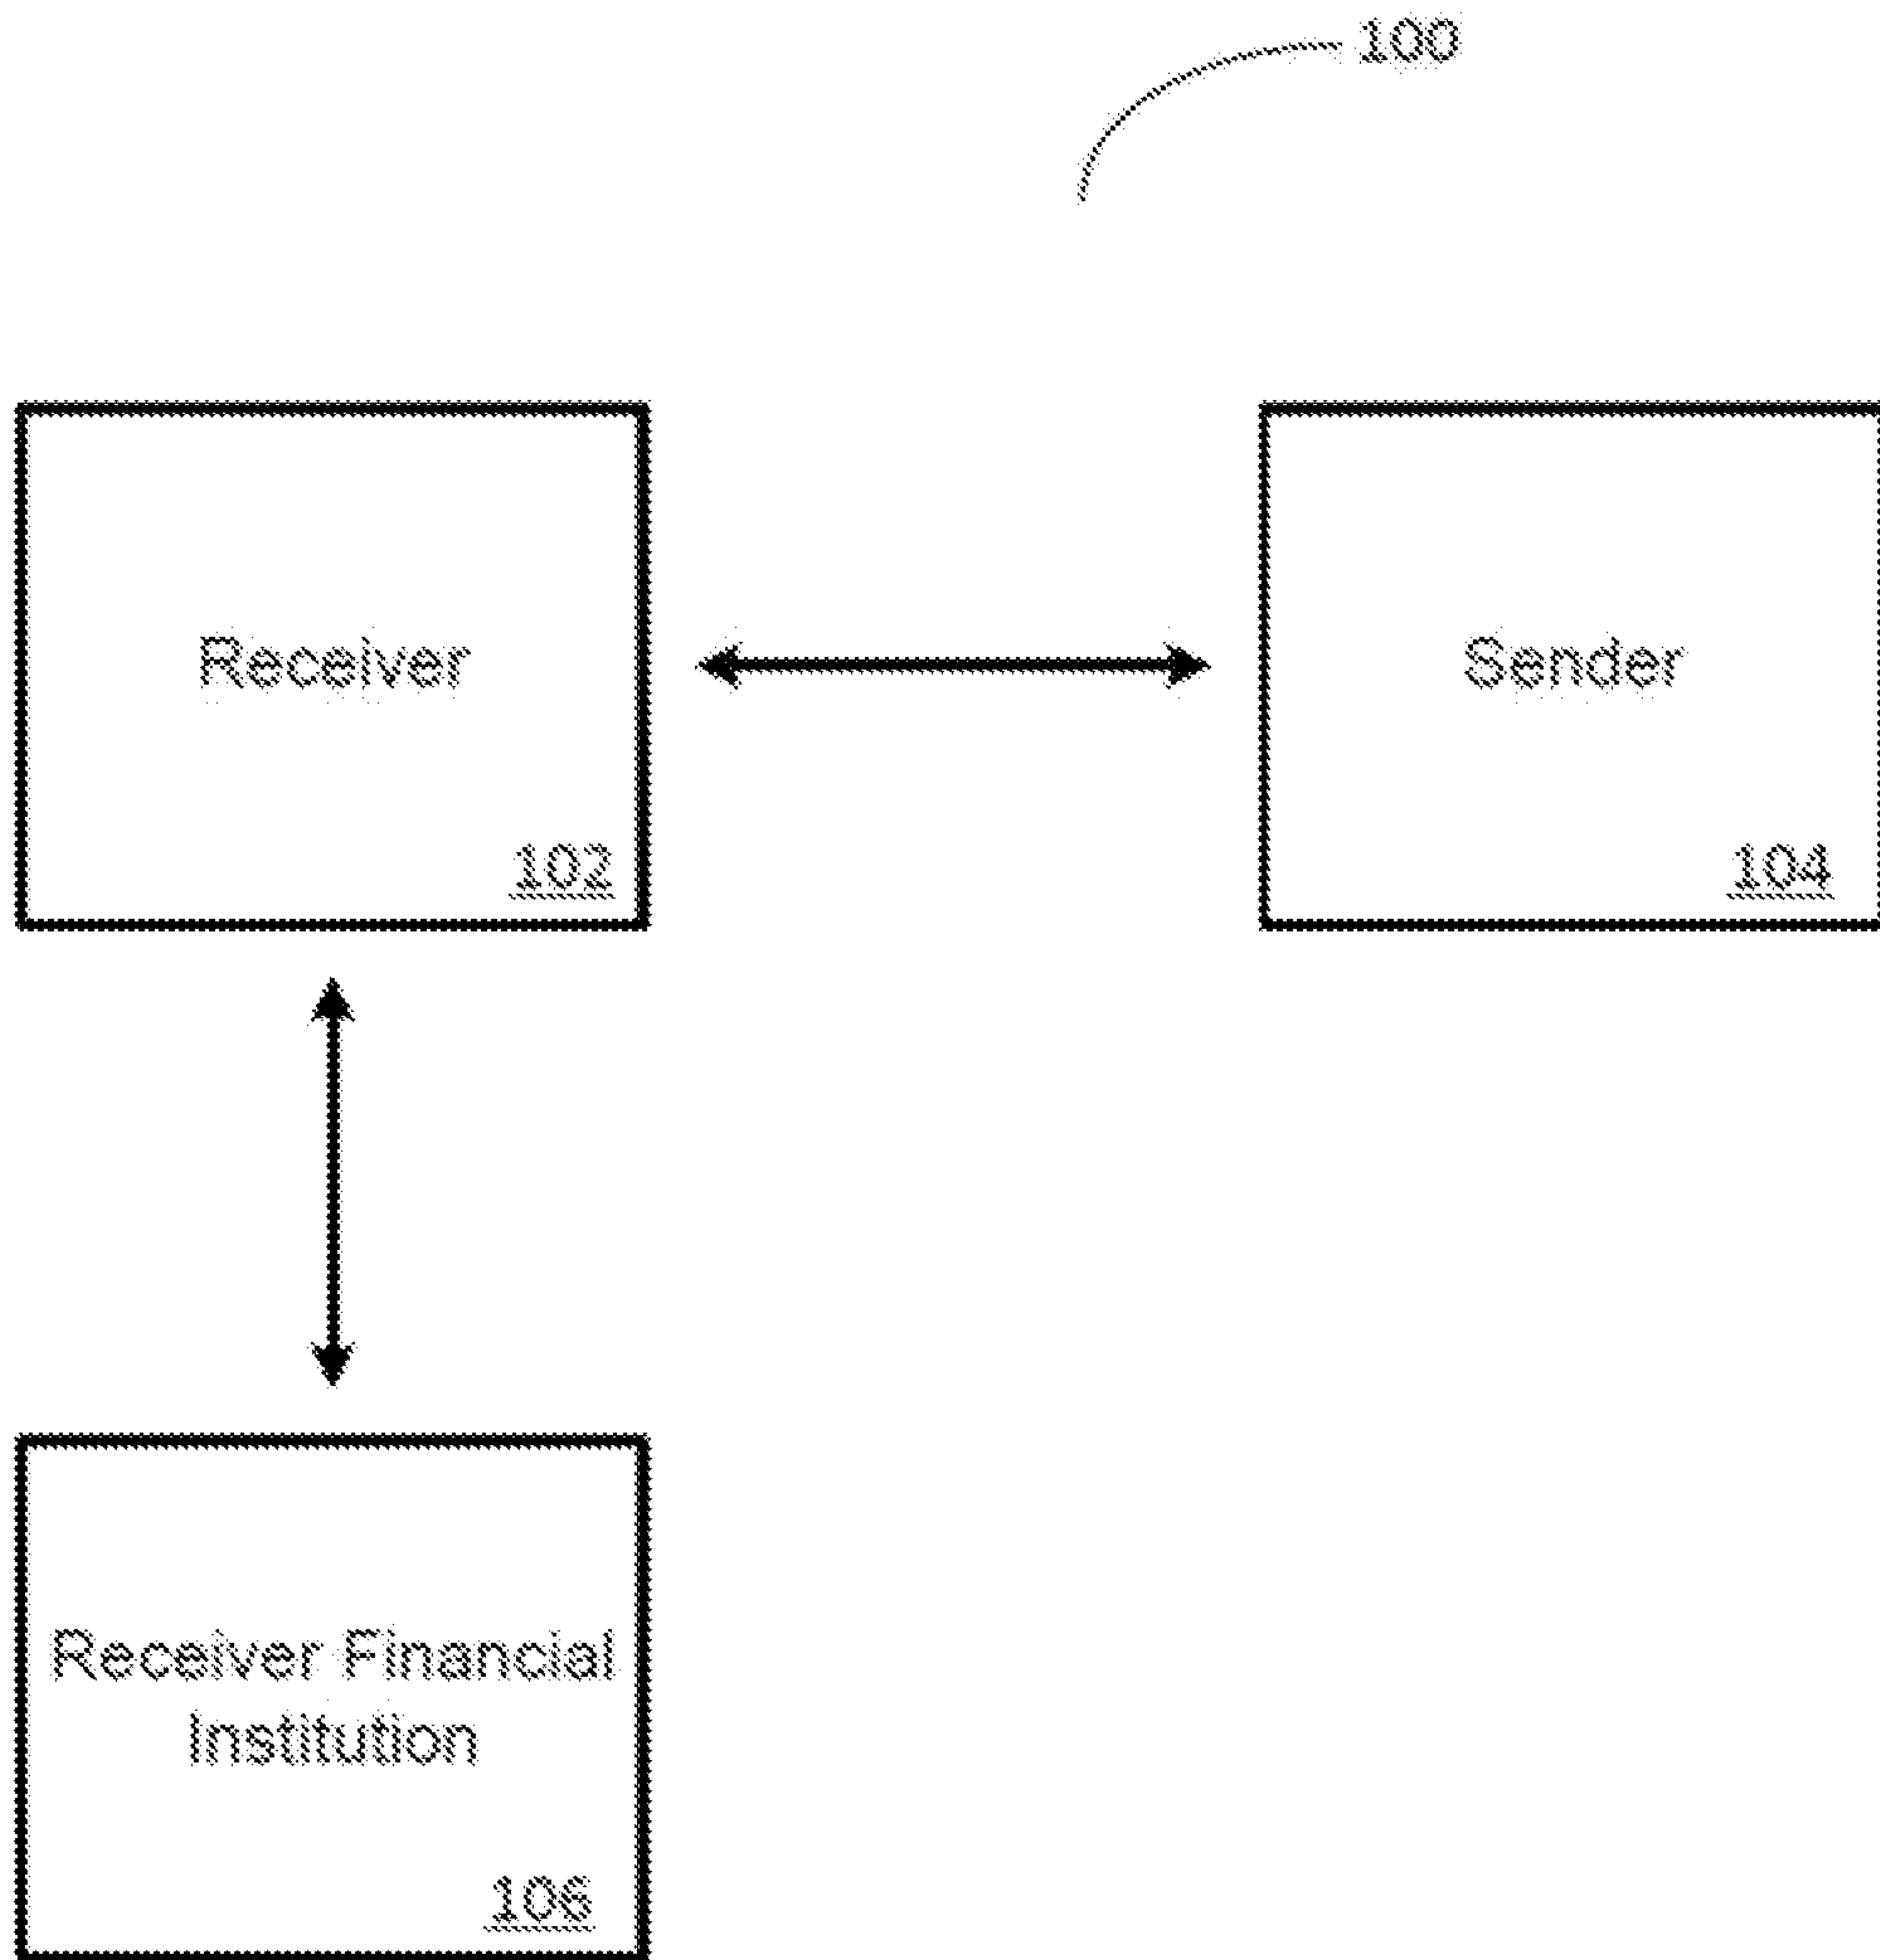 100
Receiver
102
Sender
104
Receiver Financial
Institution
106